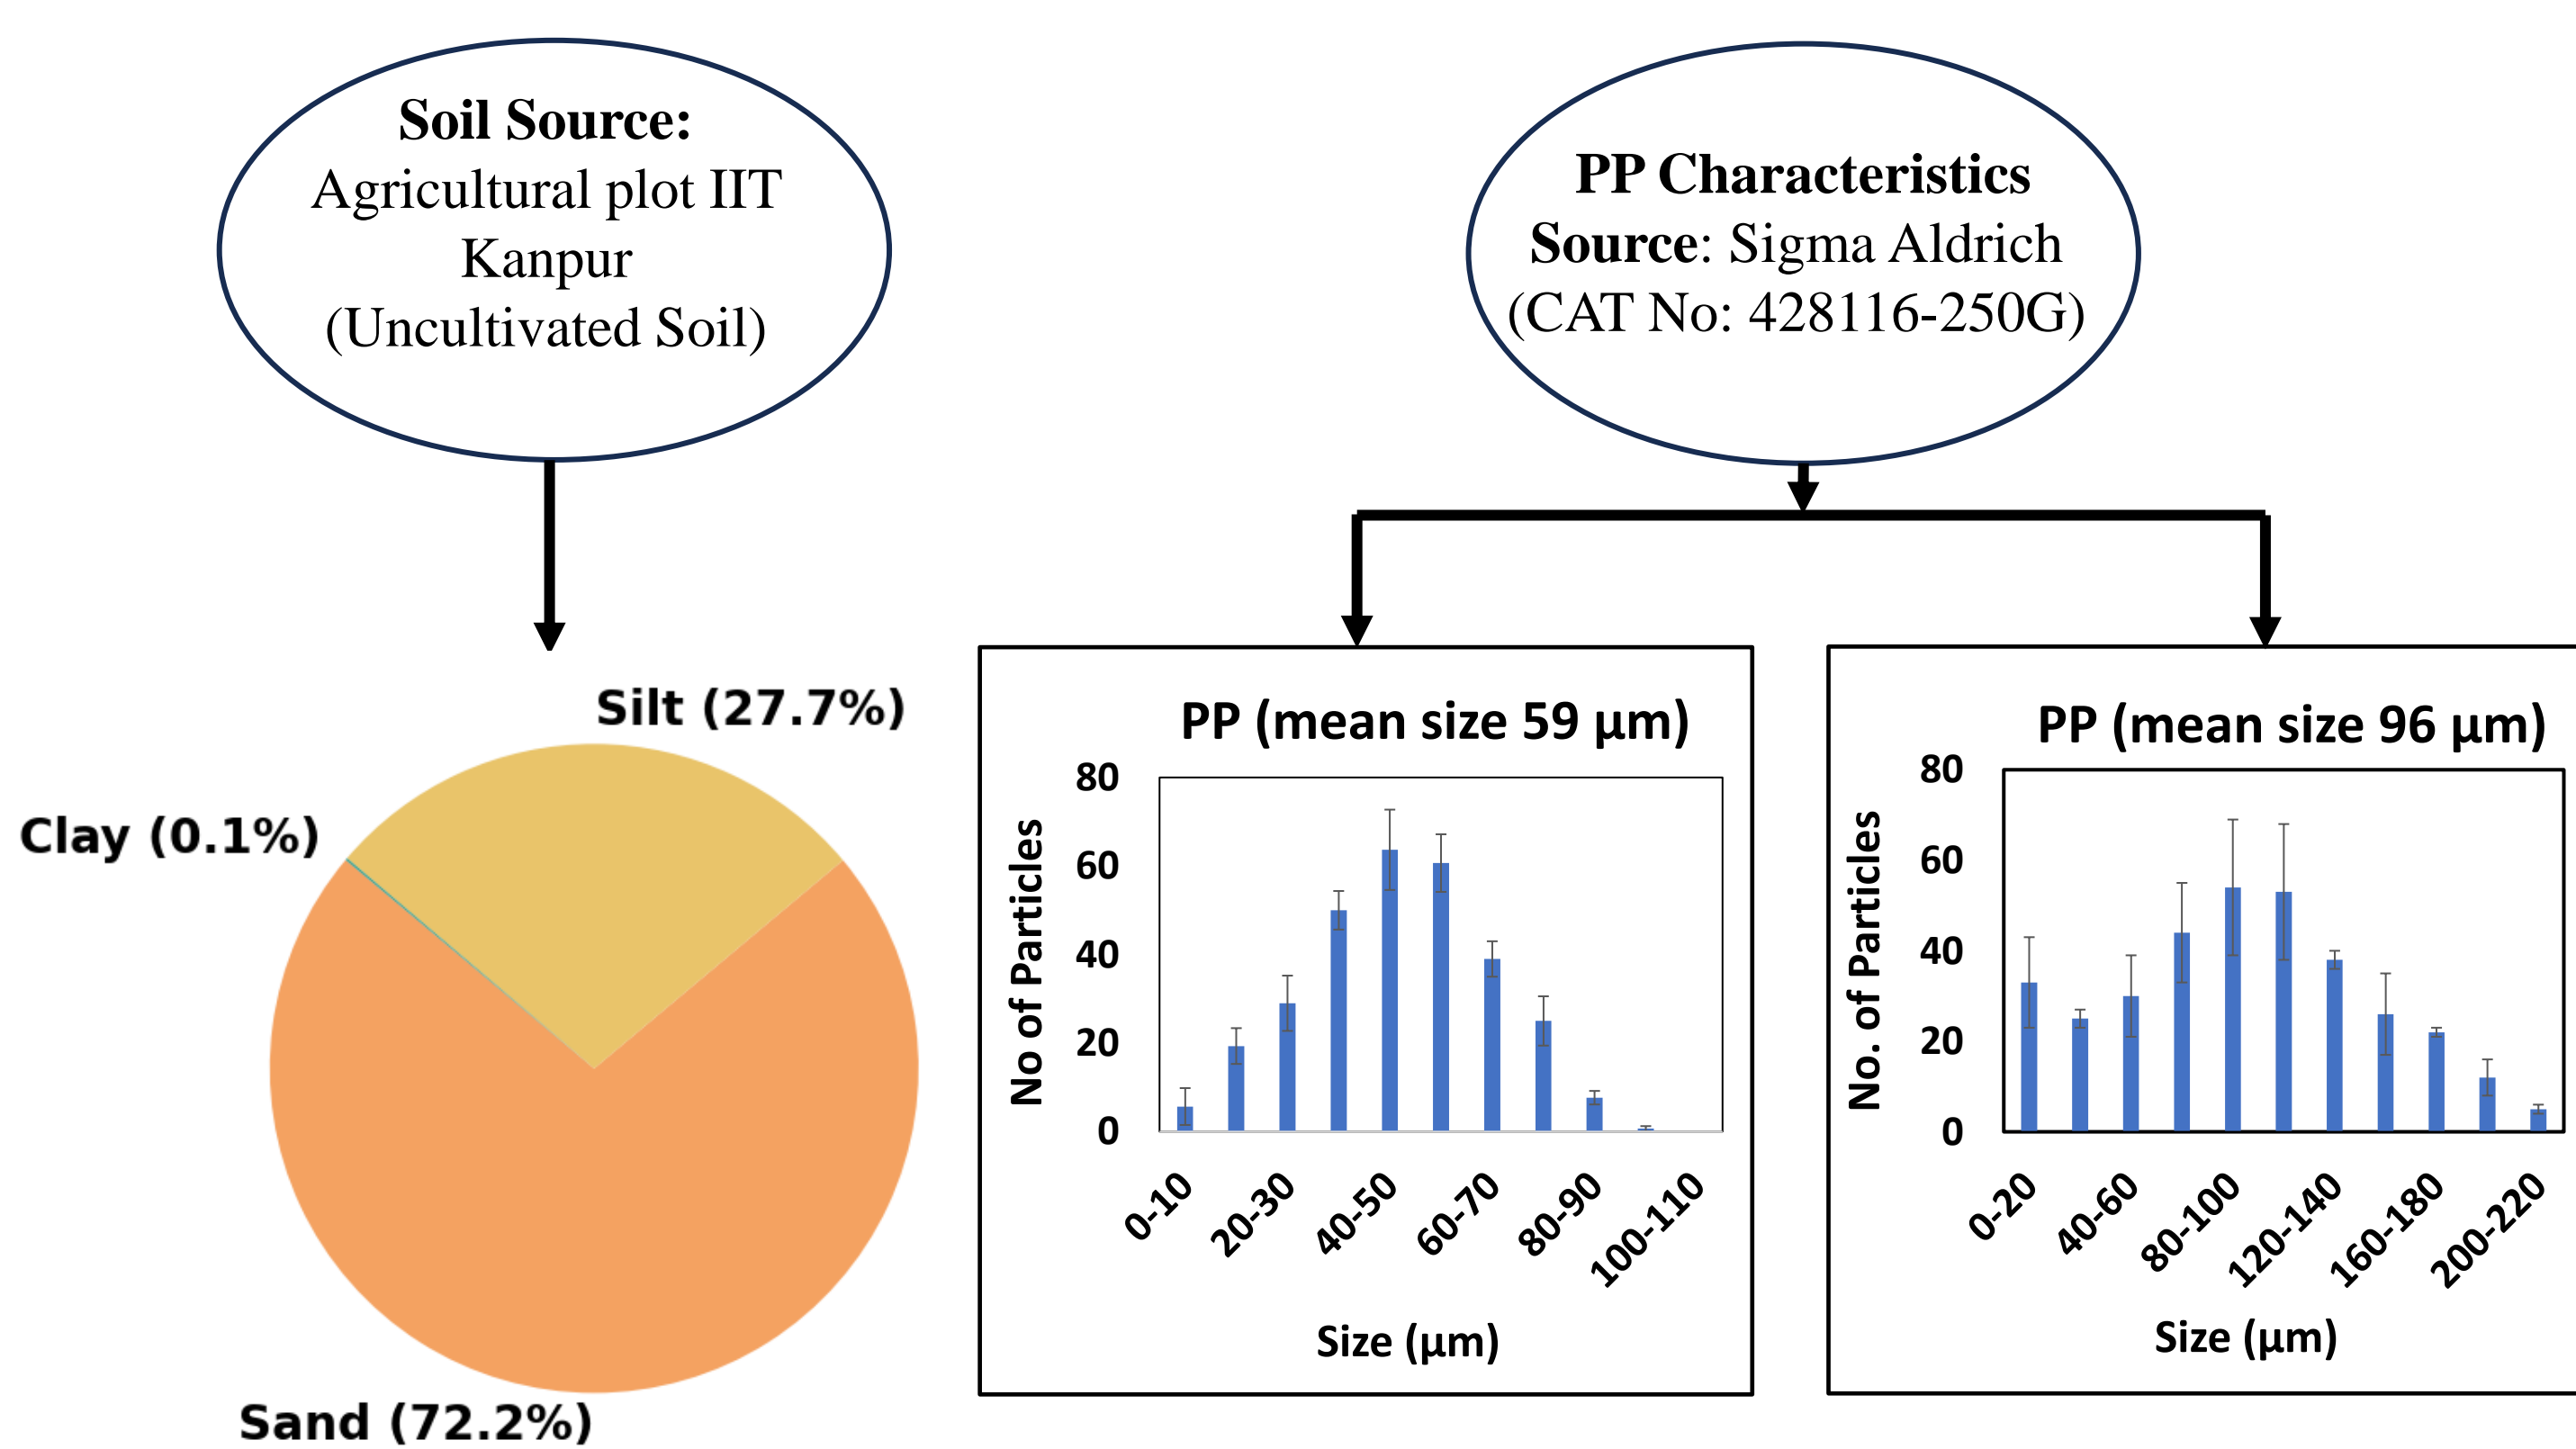 Soil Source:
Agricultural plot IIT
Kanpur
(Uncultivated Soil)
PP Characteristics
Source: Sigma Aldrich
(CAT No: 428116-250G)
Silt (27.7%)
Clay (0.1%)
Sand (72.2%)
PP (mean size 59 μm)
No of Particles
80
60
40
20
0
0-10
20-30
40-50
60-70
80-90
100-110
Size (μm)
PP (mean size 96 μm)
No. of Particles
80
60
40
20
0
0-20
40-60
80-100
120-140
160-180
200-220
Size (μm)